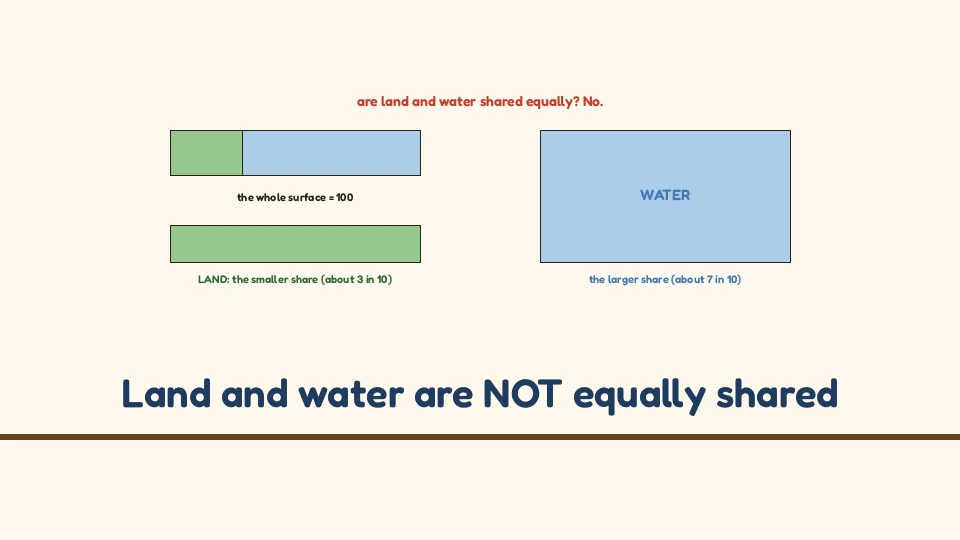 are land and water shared equally? No.
the whole surface = 100
LAND: the smaller share (about 3 in 10)
WATER
the larger share (about 7 in 10)
Land and water are NOT equally shared